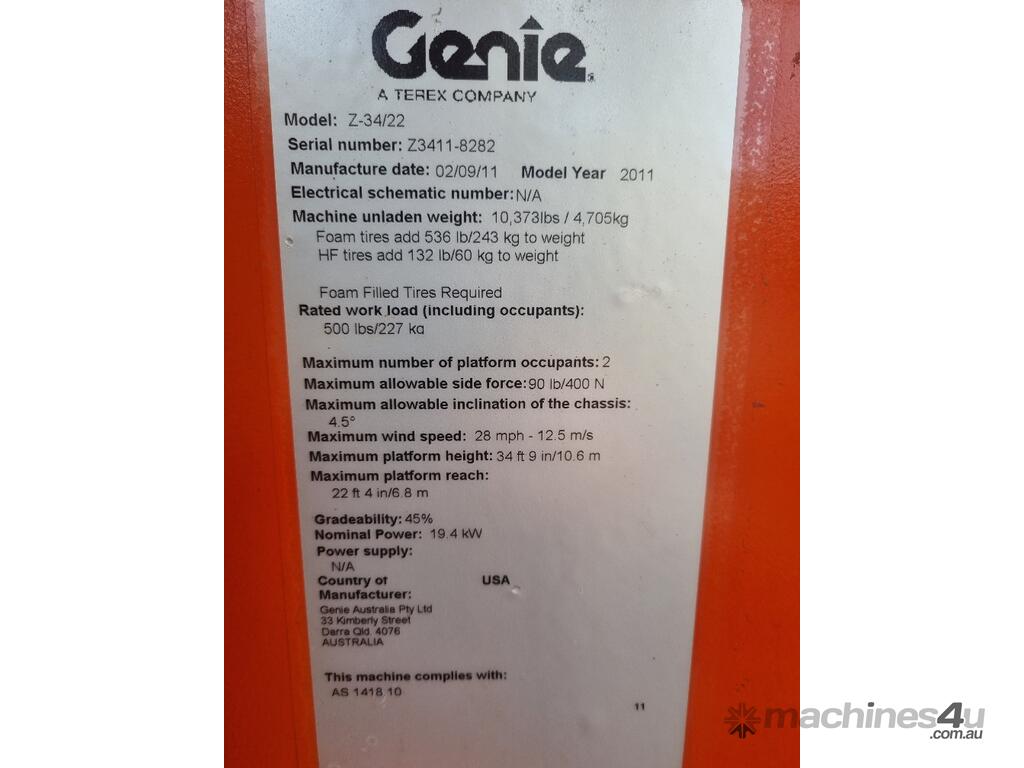 Genie
A TEREX COMPANY
Model: Z-34/22
Serial number: Z3411-8282
Manufacture date: 02/09/11 Model Year 2011
Electrical schematic number: N/A
Machine unladen weight: 10,373lbs / 4,705kg
Foam tires add 536 lb/243 kg to weight
HF tires add 132 lb/60 kg to weight
Foam Filled Tires Required
Rated work load (including occupants):
500 lbs/227 kg
Maximum number of platform occupants: 2
Maximum allowable side force: 90 lb/400 N
Maximum allowable inclination of the chassis:
4.5°
Maximum wind speed: 28 mph - 12.5 m/s
Maximum platform height: 34 ft 9 in/10.6 m
Maximum platform reach:
22 ft 4 in/6.8 m
Gradeability: 45%
Nominal Power: 19.4 kW
Power supply:
N/A
Country of USA
Manufacturer:
Genie Australia Pty Ltd
33 Kimberly Street
Darra Qld. 4076
AUSTRALIA
This machine complies with:
AS 1418.10
11
machines4u
.com.au